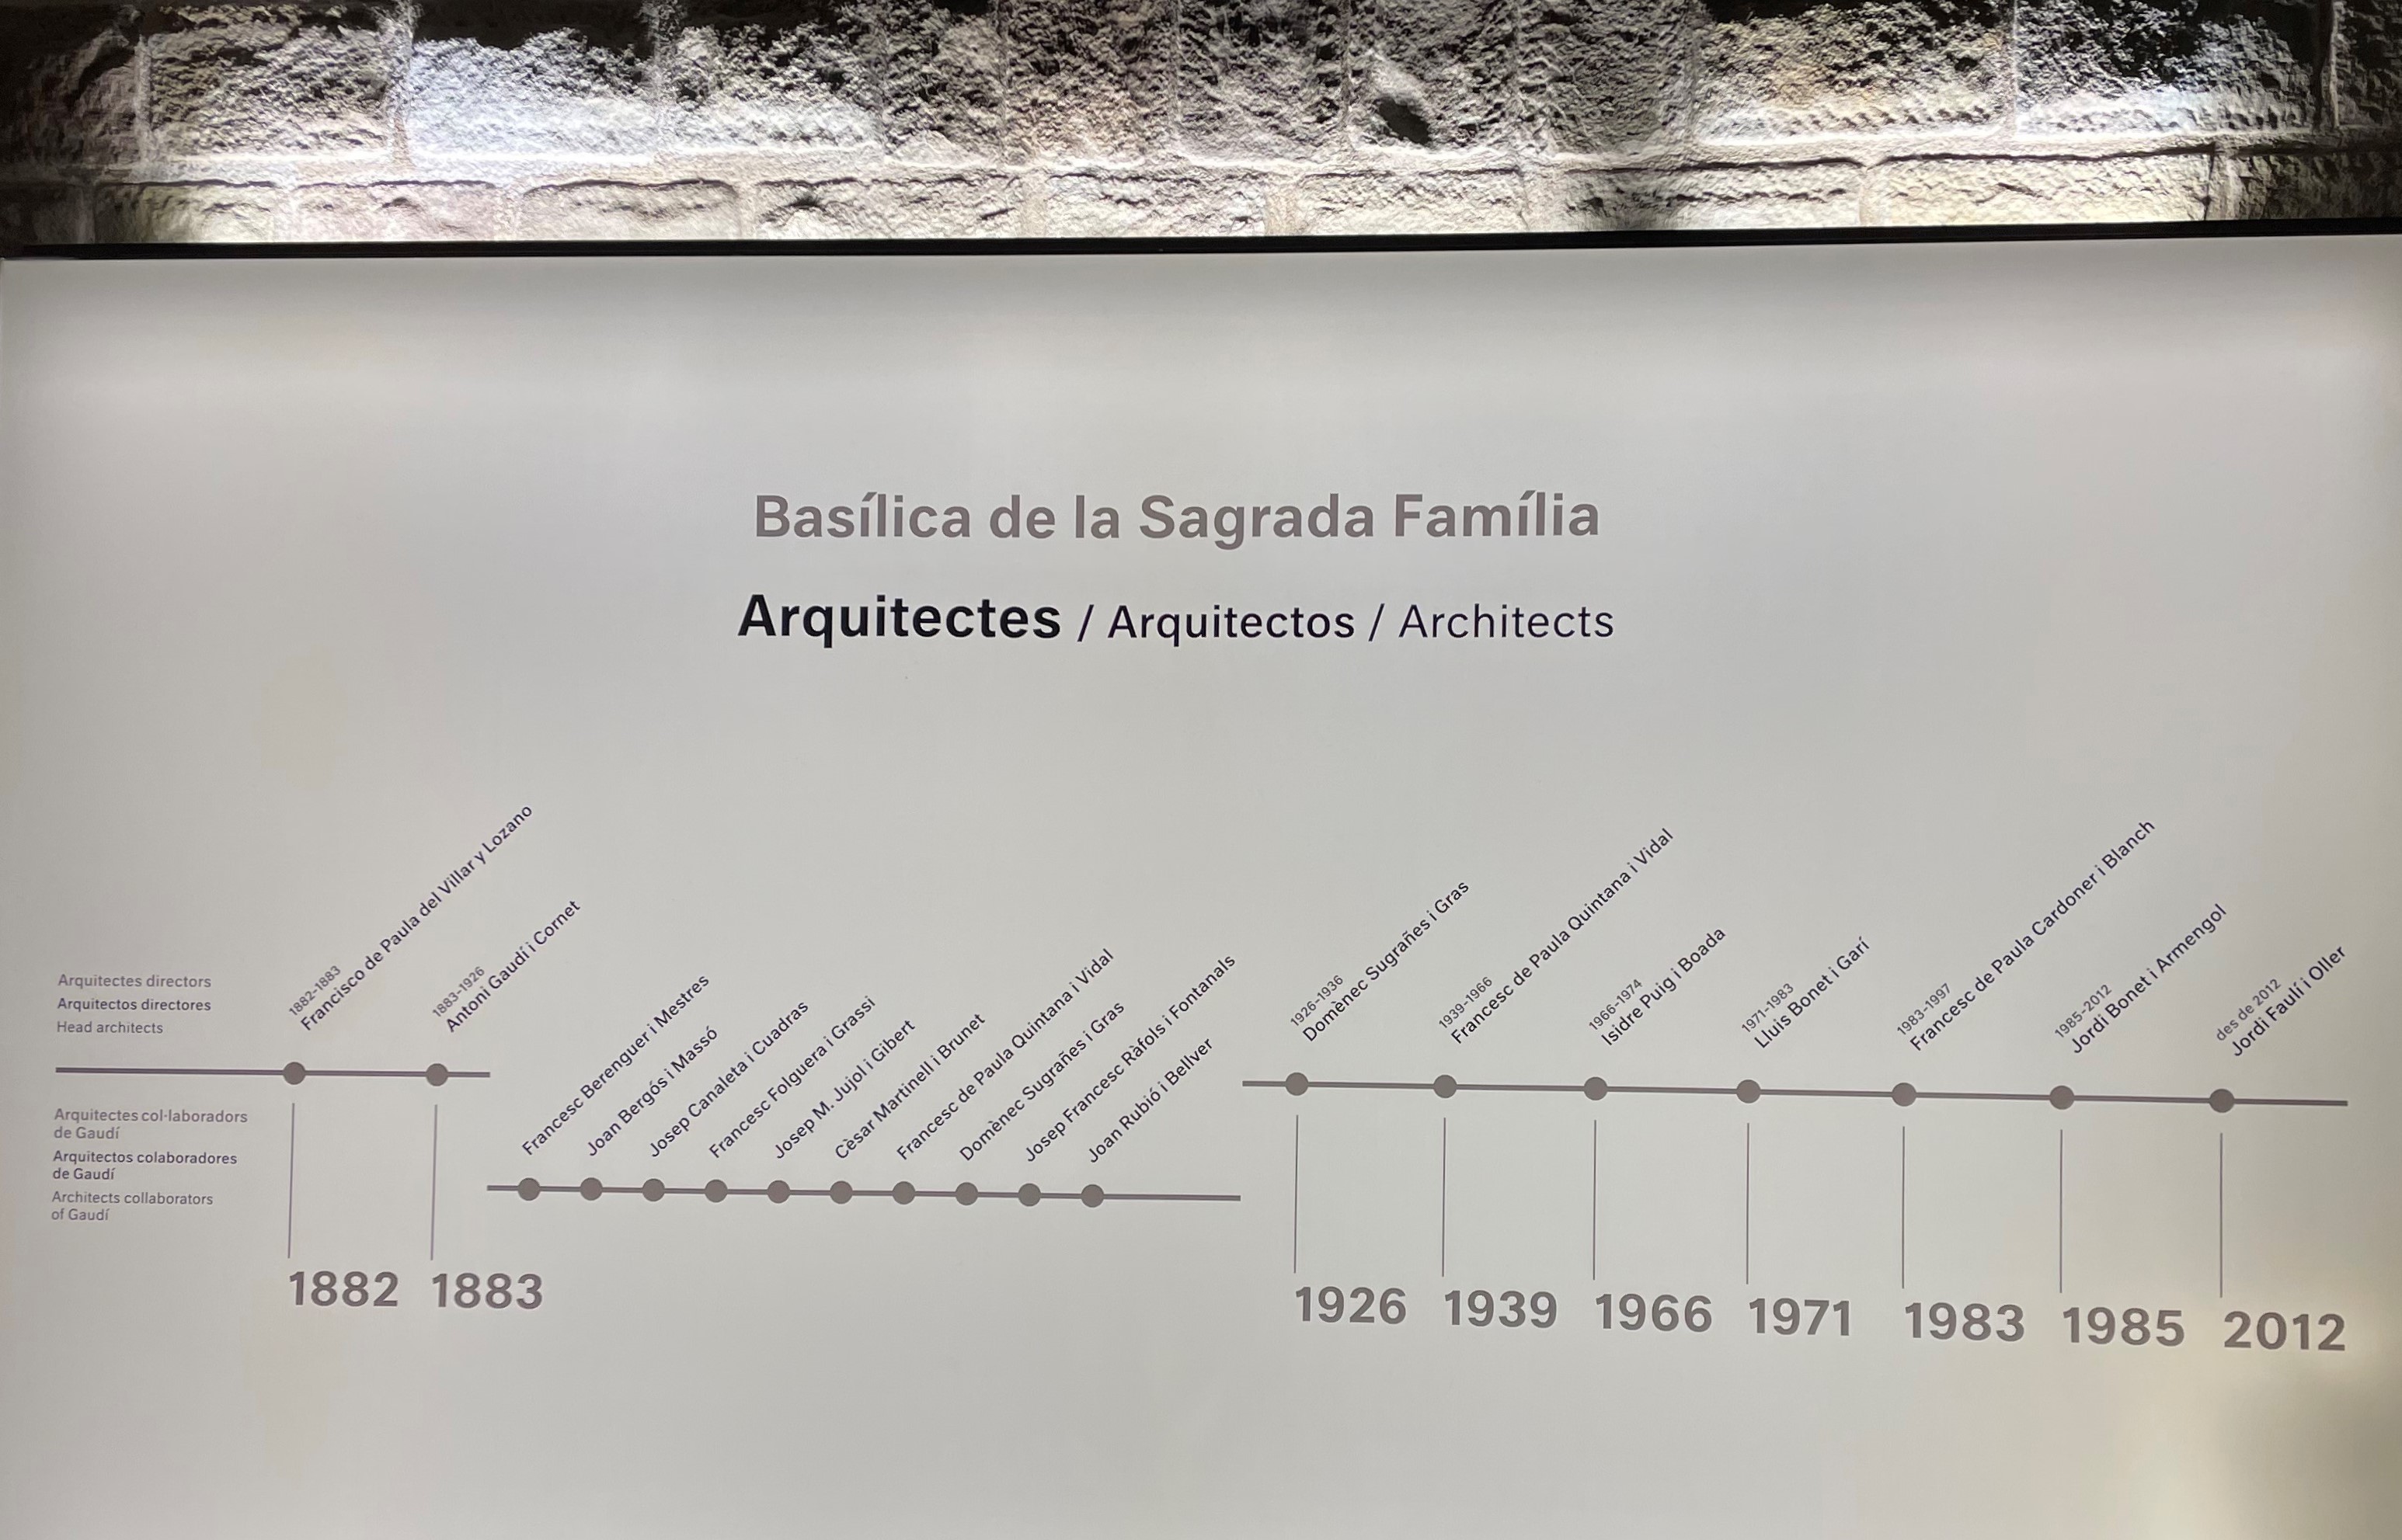 Basílica de la Sagrada Família
Arquitectes / Arquitectos / Architects
Arquitectes directors
Arquitectos directores
Head architects
1882-1883
Francisco de Paula del Villar y Lozano
1883-1926
Antoni Gaudí i Cornet
Arquitectes col·laboradors
de Gaudí
Arquitectos colaboradores
de Gaudí
Architects collaborators
of Gaudí
Francesc Berenguer i Mestres
Joan Bergós i Massó
Josep Canaleta i Cuadras
Francesc Folguera i Grassi
Josep M. Jujol i Gibert
Cèsar Martinell i Brunet
Francesc de Paula Quintana i Vidal
Domènec Sugrañes i Gras
Josep Francesc Ràfols i Fontanals
Joan Rubió i Bellver
1926-1936
Domènec Sugrañes i Gras
1939-1966
Francesc de Paula Quintana i Vidal
1966-1974
Isidre Puig i Boada
1971-1983
Lluis Bonet i Garí
1983-1997
Francesc de Paula Cardoner i Blanch
1985-2012
Jordi Bonet i Armengol
des de 2012
Jordi Faulí i Oller
1882 1883 1926 1939 1966 1971 1983 1985 2012